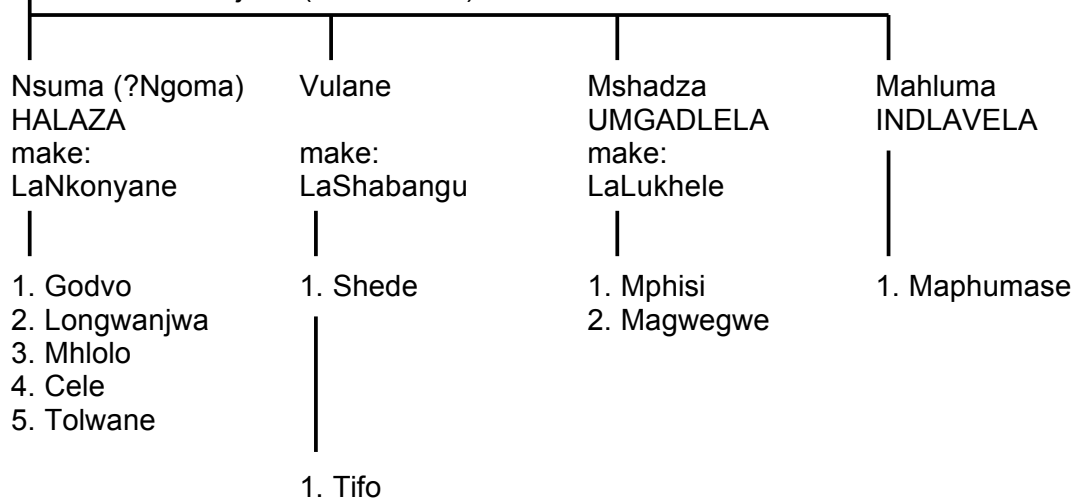 Nsuma (?Ngoma) Vulane Mshadza Mahluma
HALAZA UMGADLELA INDLAVELA
make: make: make:
LaNkonyane LaShabangu LaLukhele
1. Godvo 1. Shede 1. Mphisi 1. Maphumase
2. Longwanjwa 2. Magwegwe
3. Mhlolo
4. Cele
5. Tolwane
1. Tifo